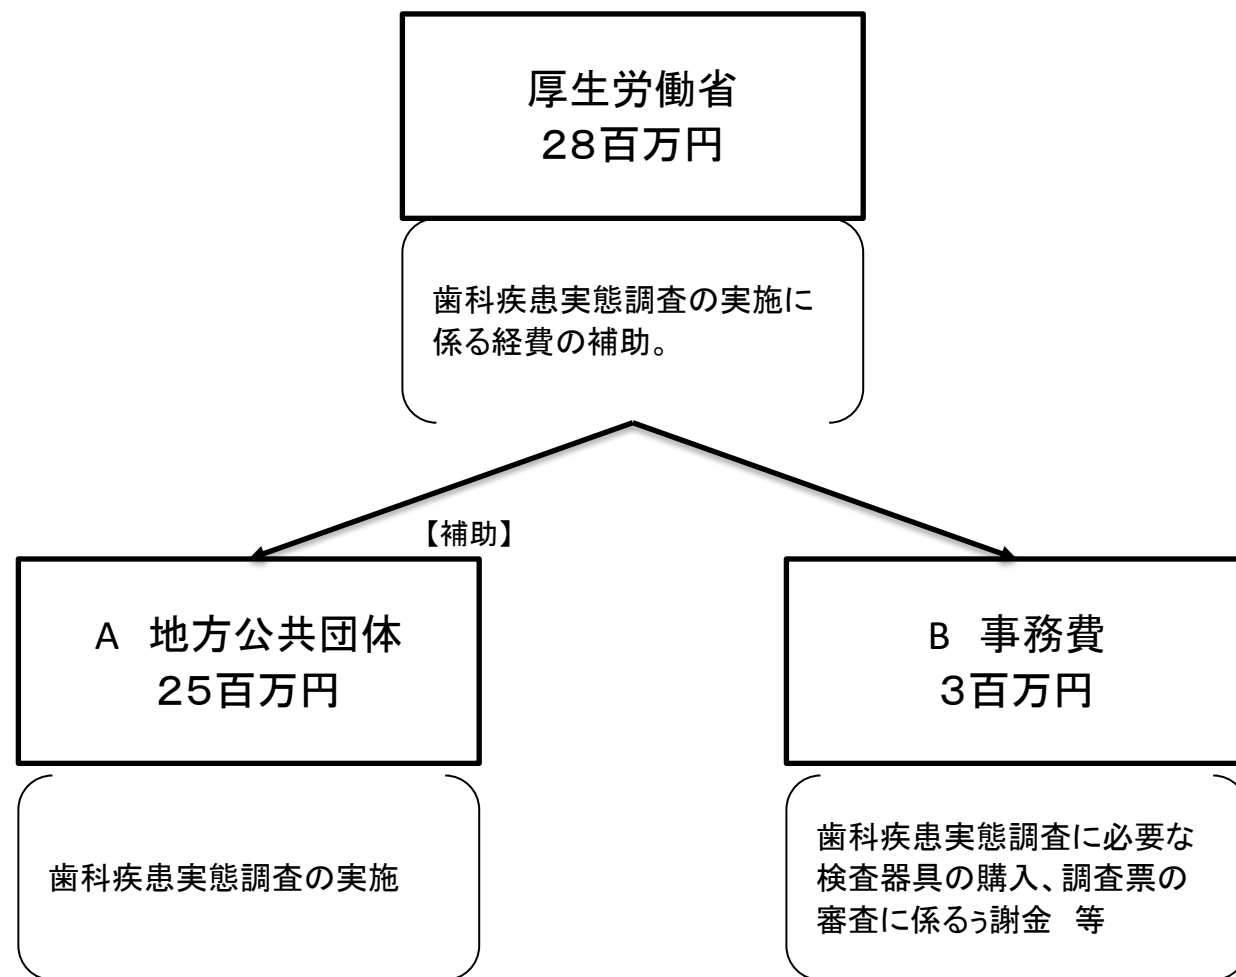 厚生労働省
２８百万円
歯科疾患実態調査の実施に
係る経費の補助。
【補助】
A　地方公共団体
２５百万円
B　事務費
３百万円
歯科疾患実態調査の実施
歯科疾患実態調査に必要な
検査器具の購入、調査票の
審査に係るぅ謝金　等